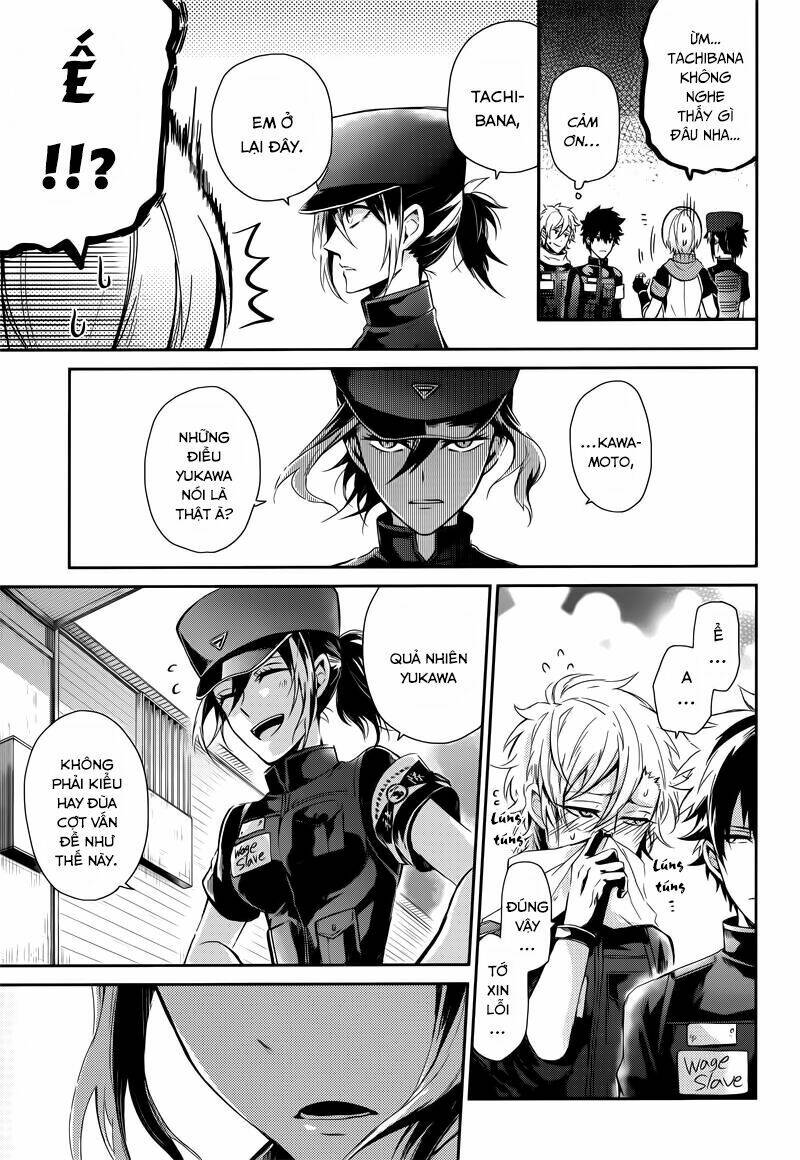 ỪM...
TACHIBANA
KHÔNG
NGHE
THẤY GÌ
ĐÂU NHA...
CẢM
ƠN...
TACHI-
BANA,
EM Ở
LẠI ĐÂY.
Ế
!!?
...KAWA-
MOTO,
NHỮNG
ĐIỀU
YUKAWA
NÓI LÀ
THẬT À?
Ể
...
A
...
Lúng
túng
Lúng
túng
ĐÚNG
VẬY
...
TỚ
XIN LỖI
...
Wage
Slave
QUẢ NHIÊN
YUKAWA
KHÔNG
PHẢI KIỂU
HAY ĐÙA
CỢT VẤN
ĐỀ NHƯ
THẾ NÀY.
Wage
Slave